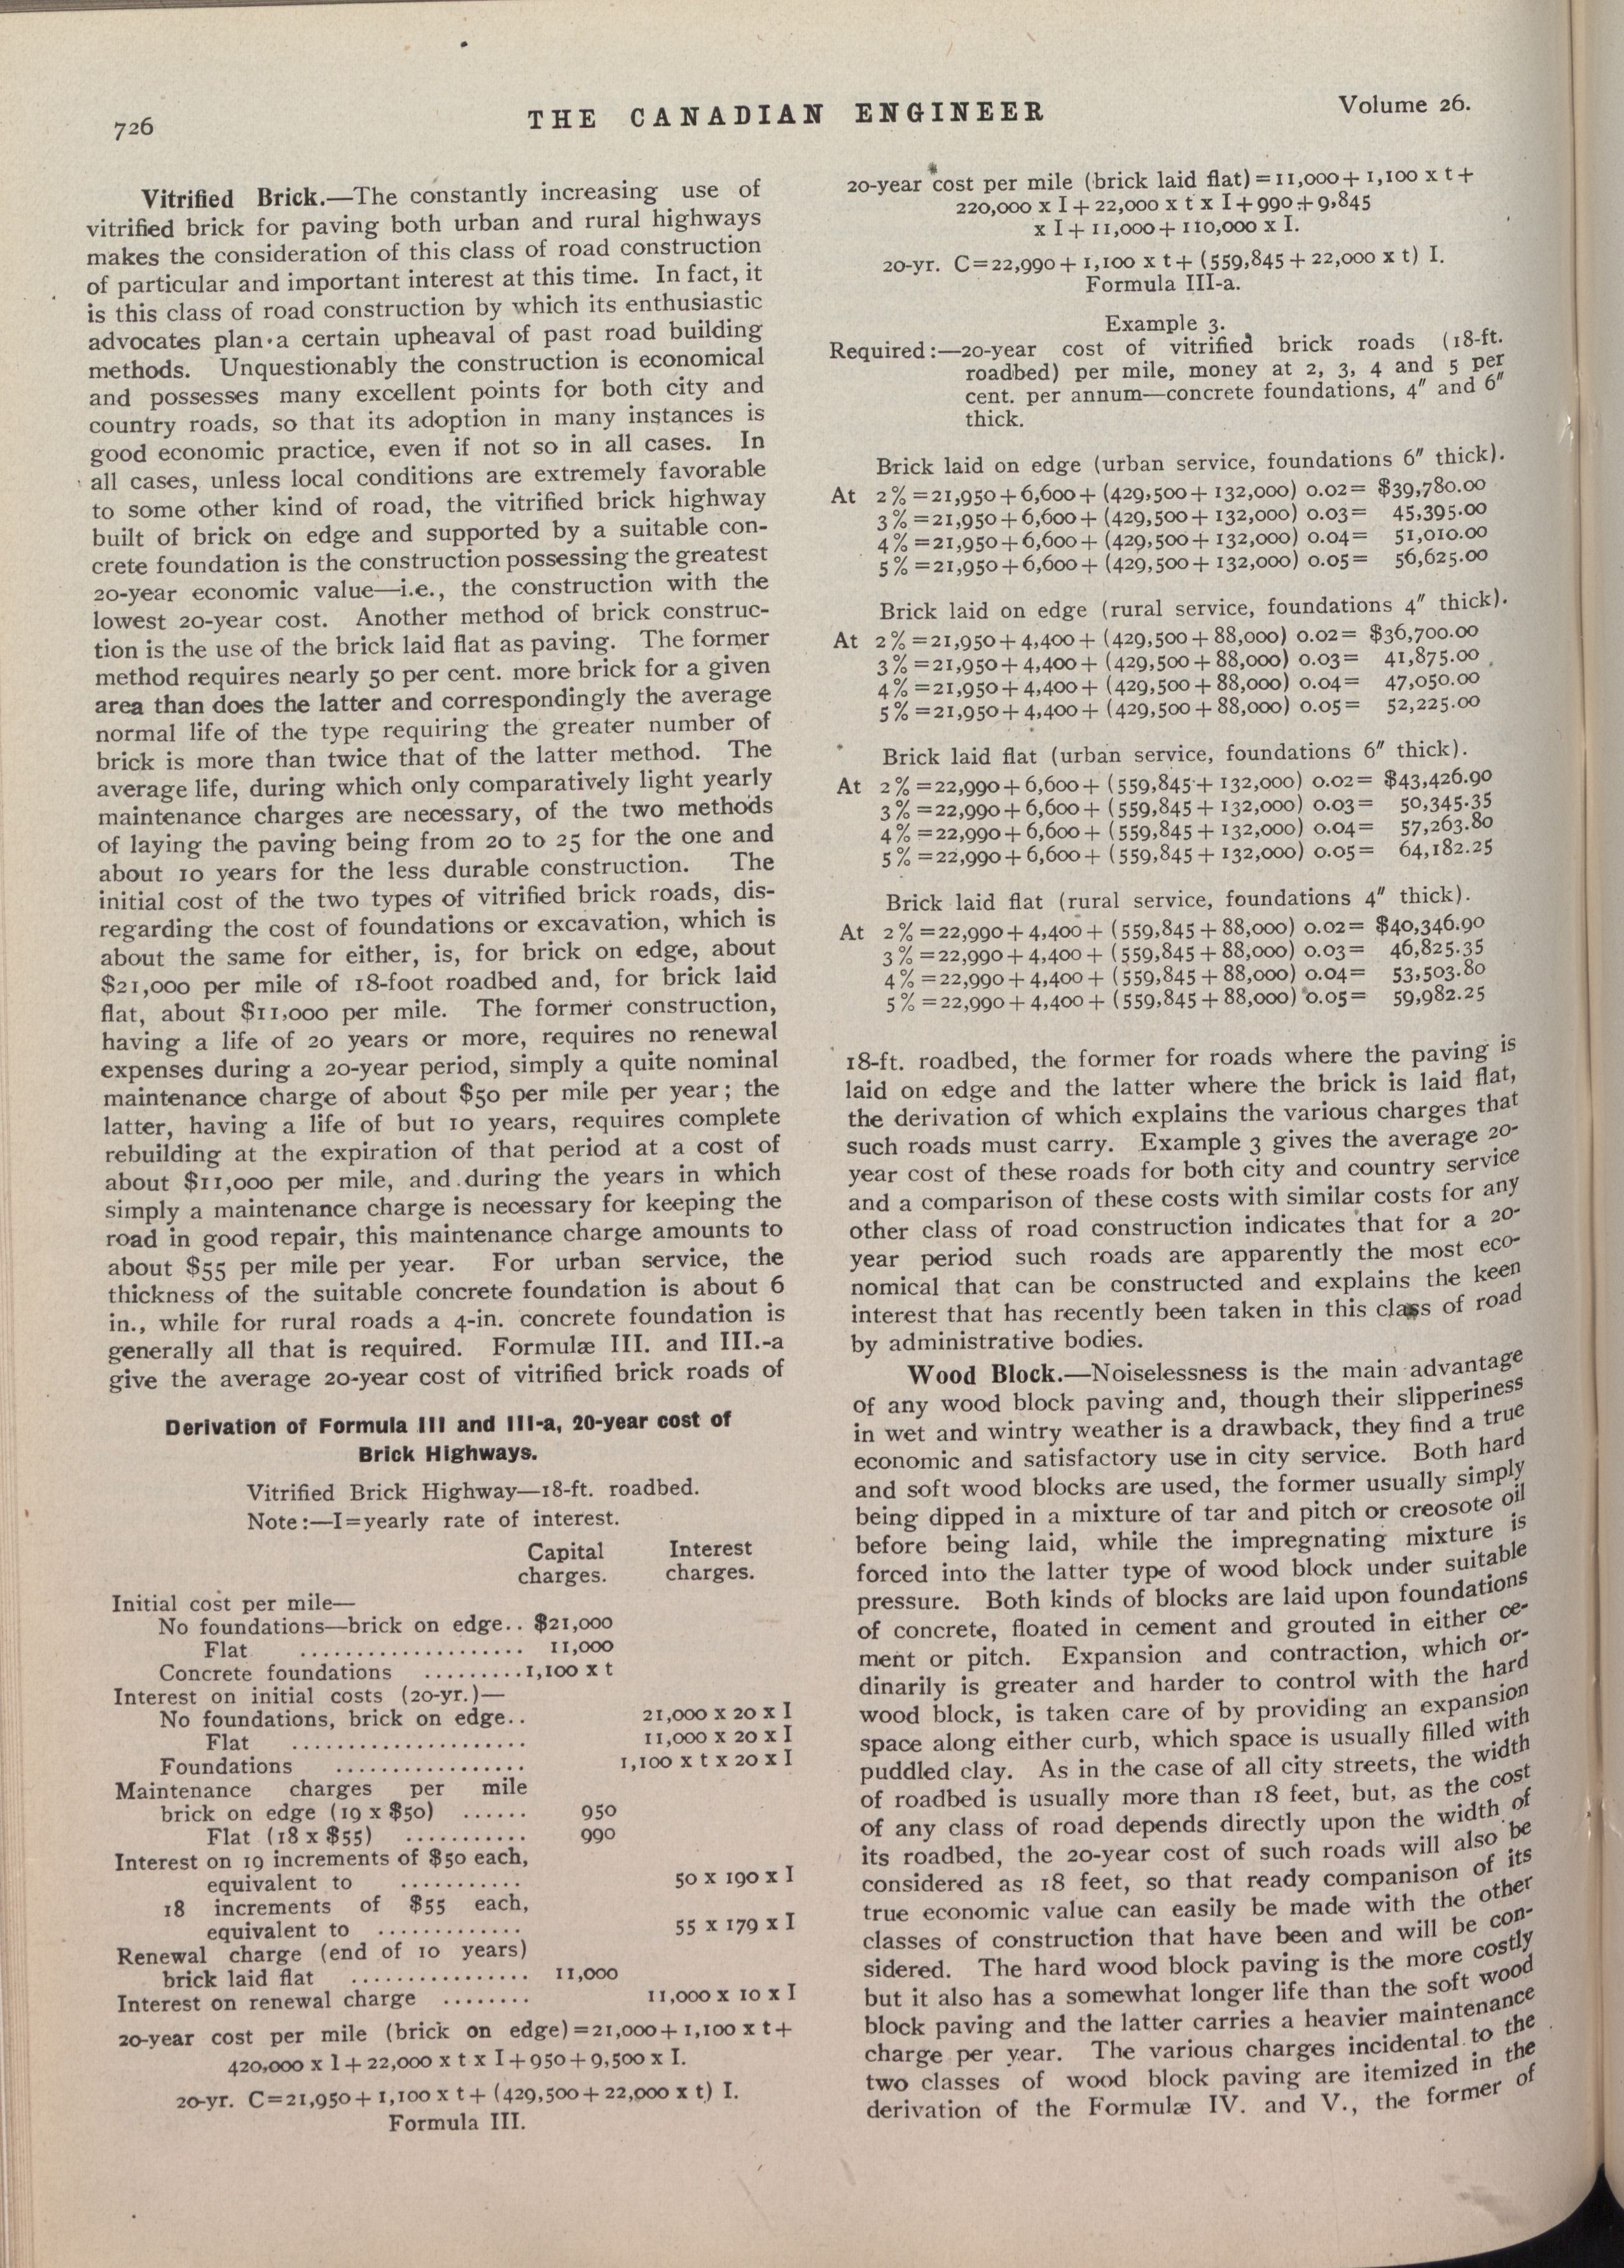 726
THE CANADIAN ENGINEER
Volume 26.
Vitrified Brick.—The constantly increasing use of
vitrified brick for paving both urban and rural highways
makes the consideration of this class of road construction
of particular and important interest at this time. In fact, it
is this class of road construction by which its enthusiastic
advocates plan a certain upheaval of past road building
methods. Unquestionably the construction is economical
and possesses many excellent points for both city and
country roads, so that its adoption in many instances is
good economic practice, even if not so in all cases. In
all cases, unless local conditions are extremely favorable
to some other kind of road, the vitrified brick highway
built of brick on edge and supported by a suitable con-
crete foundation is the construction possessing the greatest
20-year economic value—i.e., the construction with the
lowest 20-year cost. Another method of brick construc-
tion is the use of the brick laid flat as paving. The former
method requires nearly 50 per cent. more brick for a given
area than does the latter and correspondingly the average
normal life of the type requiring the greater number of
brick is more than twice that of the latter method. The
average life, during which only comparatively light yearly
maintenance charges are necessary, of the two methods
of laying the paving being from 20 to 25 for the one and
about 10 years for the less durable construction. The
initial cost of the two types of vitrified brick roads, dis-
regarding the cost of foundations or excavation, which is
about the same for either, is, for brick on edge, about
$21,000 per mile of 18-foot roadbed and, for brick laid
flat, about $11,000 per mile. The former construction,
having a life of 20 years or more, requires no renewal
expenses during a 20-year period, simply a quite nominal
maintenance charge of about $50 per mile per year; the
latter, having a life of but 10 years, requires complete
rebuilding at the expiration of that period at a cost of
about $11,000 per mile, and during the years in which
simply a maintenance charge is necessary for keeping the
road in good repair, this maintenance charge amounts to
about $55 per mile per year. For urban service, the
thickness of the suitable concrete foundation is about 6
in., while for rural roads a 4-in. concrete foundation is
generally all that is required. Formulæ III. and III.-a
give the average 20-year cost of vitrified brick roads of
Derivation of Formula III and III-a, 20-year cost of
Brick Highways.
Vitrified Brick Highway—18-ft. roadbed.
Note:—I=yearly rate of interest.
Capital Interest
charges. charges.
Initial cost per mile—
No foundations—brick on edge.. $21,000
Flat .................... 11,000
Concrete foundations .........1,100 x t
Interest on initial costs (20-yr.)—
No foundations, brick on edge.. 21,000 x 20 x I
Flat ..................... 11,000 x 20 x I
Foundations ................. 1,100 x t x 20 x I
Maintenance charges per mile
brick on edge (19 x $50) ...... 950
Flat (18 x $55) ........... 990
Interest on 19 increments of $50 each,
equivalent to ........... 50 x 190 x I
18 increments of $55 each,
equivalent to ............. 55 x 179 x I
Renewal charge (end of 10 years)
brick laid flat ................ 11,000
Interest on renewal charge ........ 11,000 x 10 x I
20-year cost per mile (brick on edge)=21,000+1,100 x t+
420,000 x 1+22,000 x t x I+950+9,500 x I.
20-yr. C=21,950+1,100 x t+(429,500+22,000 x t) I.
Formula III.
20-year cost per mile (brick laid flat)=11,000+1,100 x t+
220,000 x I+22,000 x t x I+990+9,845
x I+11,000+110,000 x I.
20-yr. C=22,990+1,100 x t+(559,845+22,000 x t) I.
Formula III-a.
Example 3.
Required:—20-year cost of vitrified brick roads (18-ft.
roadbed) per mile, money at 2, 3, 4 and 5 per
cent. per annum—concrete foundations, 4″ and 6″
thick.
Brick laid on edge (urban service, foundations 6″ thick).
At 2%=21,950+6,600+(429,500+132,000) 0.02= $39,780.00
3%=21,950+6,600+(429,500+132,000) 0.03= 45,395.00
4%=21,950+6,600+(429,500+132,000) 0.04= 51,010.00
5%=21,950+6,600+(429,500+132,000) 0.05= 56,625.00
Brick laid on edge (rural service, foundations 4″ thick).
At 2%=21,950+4,400+(429,500+88,000) 0.02= $36,700.00
3%=21,950+4,400+(429,500+88,000) 0.03= 41,875.00
4%=21,950+4,400+(429,500+88,000) 0.04= 47,050.00
5%=21,950+4,400+(429,500+88,000) 0.05= 52,225.00
Brick laid flat (urban service, foundations 6″ thick).
At 2%=22,990+6,600+(559,845+132,000) 0.02= $43,426.90
3%=22,990+6,600+(559,845+132,000) 0.03= 50,345.35
4%=22,990+6,600+(559,845+132,000) 0.04= 57,263.80
5%=22,990+6,600+(559,845+132,000) 0.05= 64,182.25
Brick laid flat (rural service, foundations 4″ thick).
At 2%=22,990+4,400+(559,845+88,000) 0.02= $40,346.90
3%=22,990+4,400+(559,845+88,000) 0.03= 46,825.35
4%=22,990+4,400+(559,845+88,000) 0.04= 53,503.80
5%=22,990+4,400+(559,845+88,000) 0.05= 59,982.25
18-ft. roadbed, the former for roads where the paving is
laid on edge and the latter where the brick is laid flat,
the derivation of which explains the various charges that
such roads must carry. Example 3 gives the average 20-
year cost of these roads for both city and country service
and a comparison of these costs with similar costs for any
other class of road construction indicates that for a 20-
year period such roads are apparently the most eco-
nomical that can be constructed and explains the keen
interest that has recently been taken in this class of road
by administrative bodies.
Wood Block.—Noiselessness is the main advantage
of any wood block paving and, though their slipperiness
in wet and wintry weather is a drawback, they find a true
economic and satisfactory use in city service. Both hard
and soft wood blocks are used, the former usually simply
being dipped in a mixture of tar and pitch or creosote oil
before being laid, while the impregnating mixture is
forced into the latter type of wood block under suitable
pressure. Both kinds of blocks are laid upon foundations
of concrete, floated in cement and grouted in either ce-
ment or pitch. Expansion and contraction, which or-
dinarily is greater and harder to control with the hard
wood block, is taken care of by providing an expansion
space along either curb, which space is usually filled with
puddled clay. As in the case of all city streets, the width
of roadbed is usually more than 18 feet, but, as the cost
of any class of road depends directly upon the width of
its roadbed, the 20-year cost of such roads will also be
considered as 18 feet, so that ready companison of its
true economic value can easily be made with the other
classes of construction that have been and will be con-
sidered. The hard wood block paving is the more costly
but it also has a somewhat longer life than the soft wood
block paving and the latter carries a heavier maintenance
charge per year. The various charges incidental to the
two classes of wood block paving are itemized in the
derivation of the Formulæ IV. and V., the former of